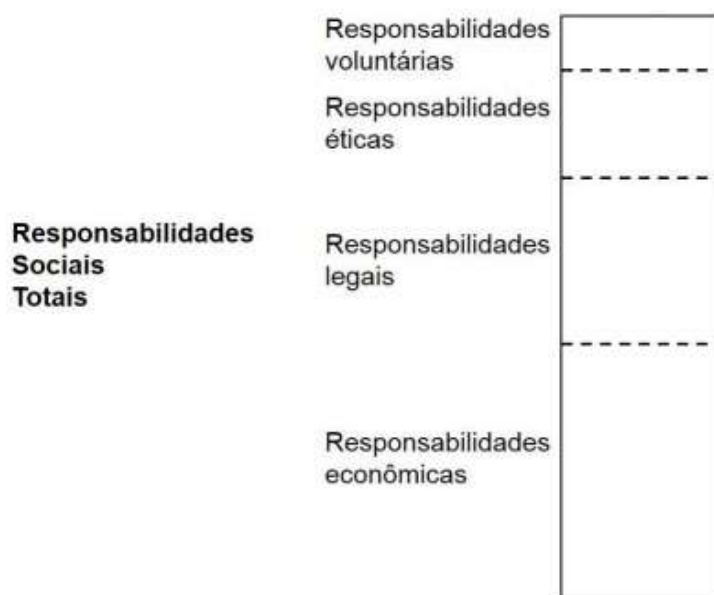 Responsabilidades
voluntárias
Responsabilidades
éticas
Responsabilidades
Sociais
Totais
Responsabilidades
legais
Responsabilidades
econômicas